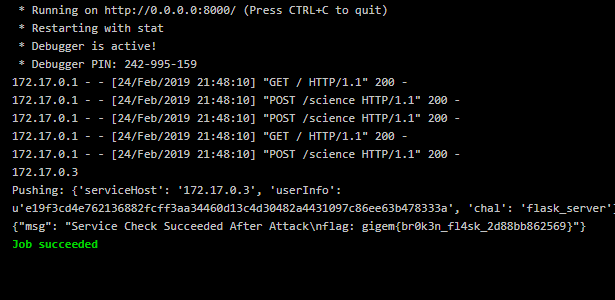 * Running on http://0.0.0.0:8000/ (Press CTRL+C to quit)
* Restarting with stat
* Debugger is active!
* Debugger PIN: 242-995-159
172.17.0.1 - - [24/Feb/2019 21:48:10] "GET / HTTP/1.1" 200 -
172.17.0.1 - - [24/Feb/2019 21:48:10] "POST /science HTTP/1.1" 200 -
172.17.0.1 - - [24/Feb/2019 21:48:10] "POST /science HTTP/1.1" 200 -
172.17.0.1 - - [24/Feb/2019 21:48:10] "GET / HTTP/1.1" 200 -
172.17.0.1 - - [24/Feb/2019 21:48:10] "POST /science HTTP/1.1" 200 -
172.17.0.3
Pushing: {'serviceHost': '172.17.0.3', 'userInfo':
u'e19f3cd4e762136882fcff3aa34460d13c4d30482a4431097c86ee63b478333a', 'chal': 'flask_server'}
{"msg": "Service Check Succeeded After Attack\nflag: gigem{br0k3n_fl4sk_2d88bb862569}"}
Job succeeded